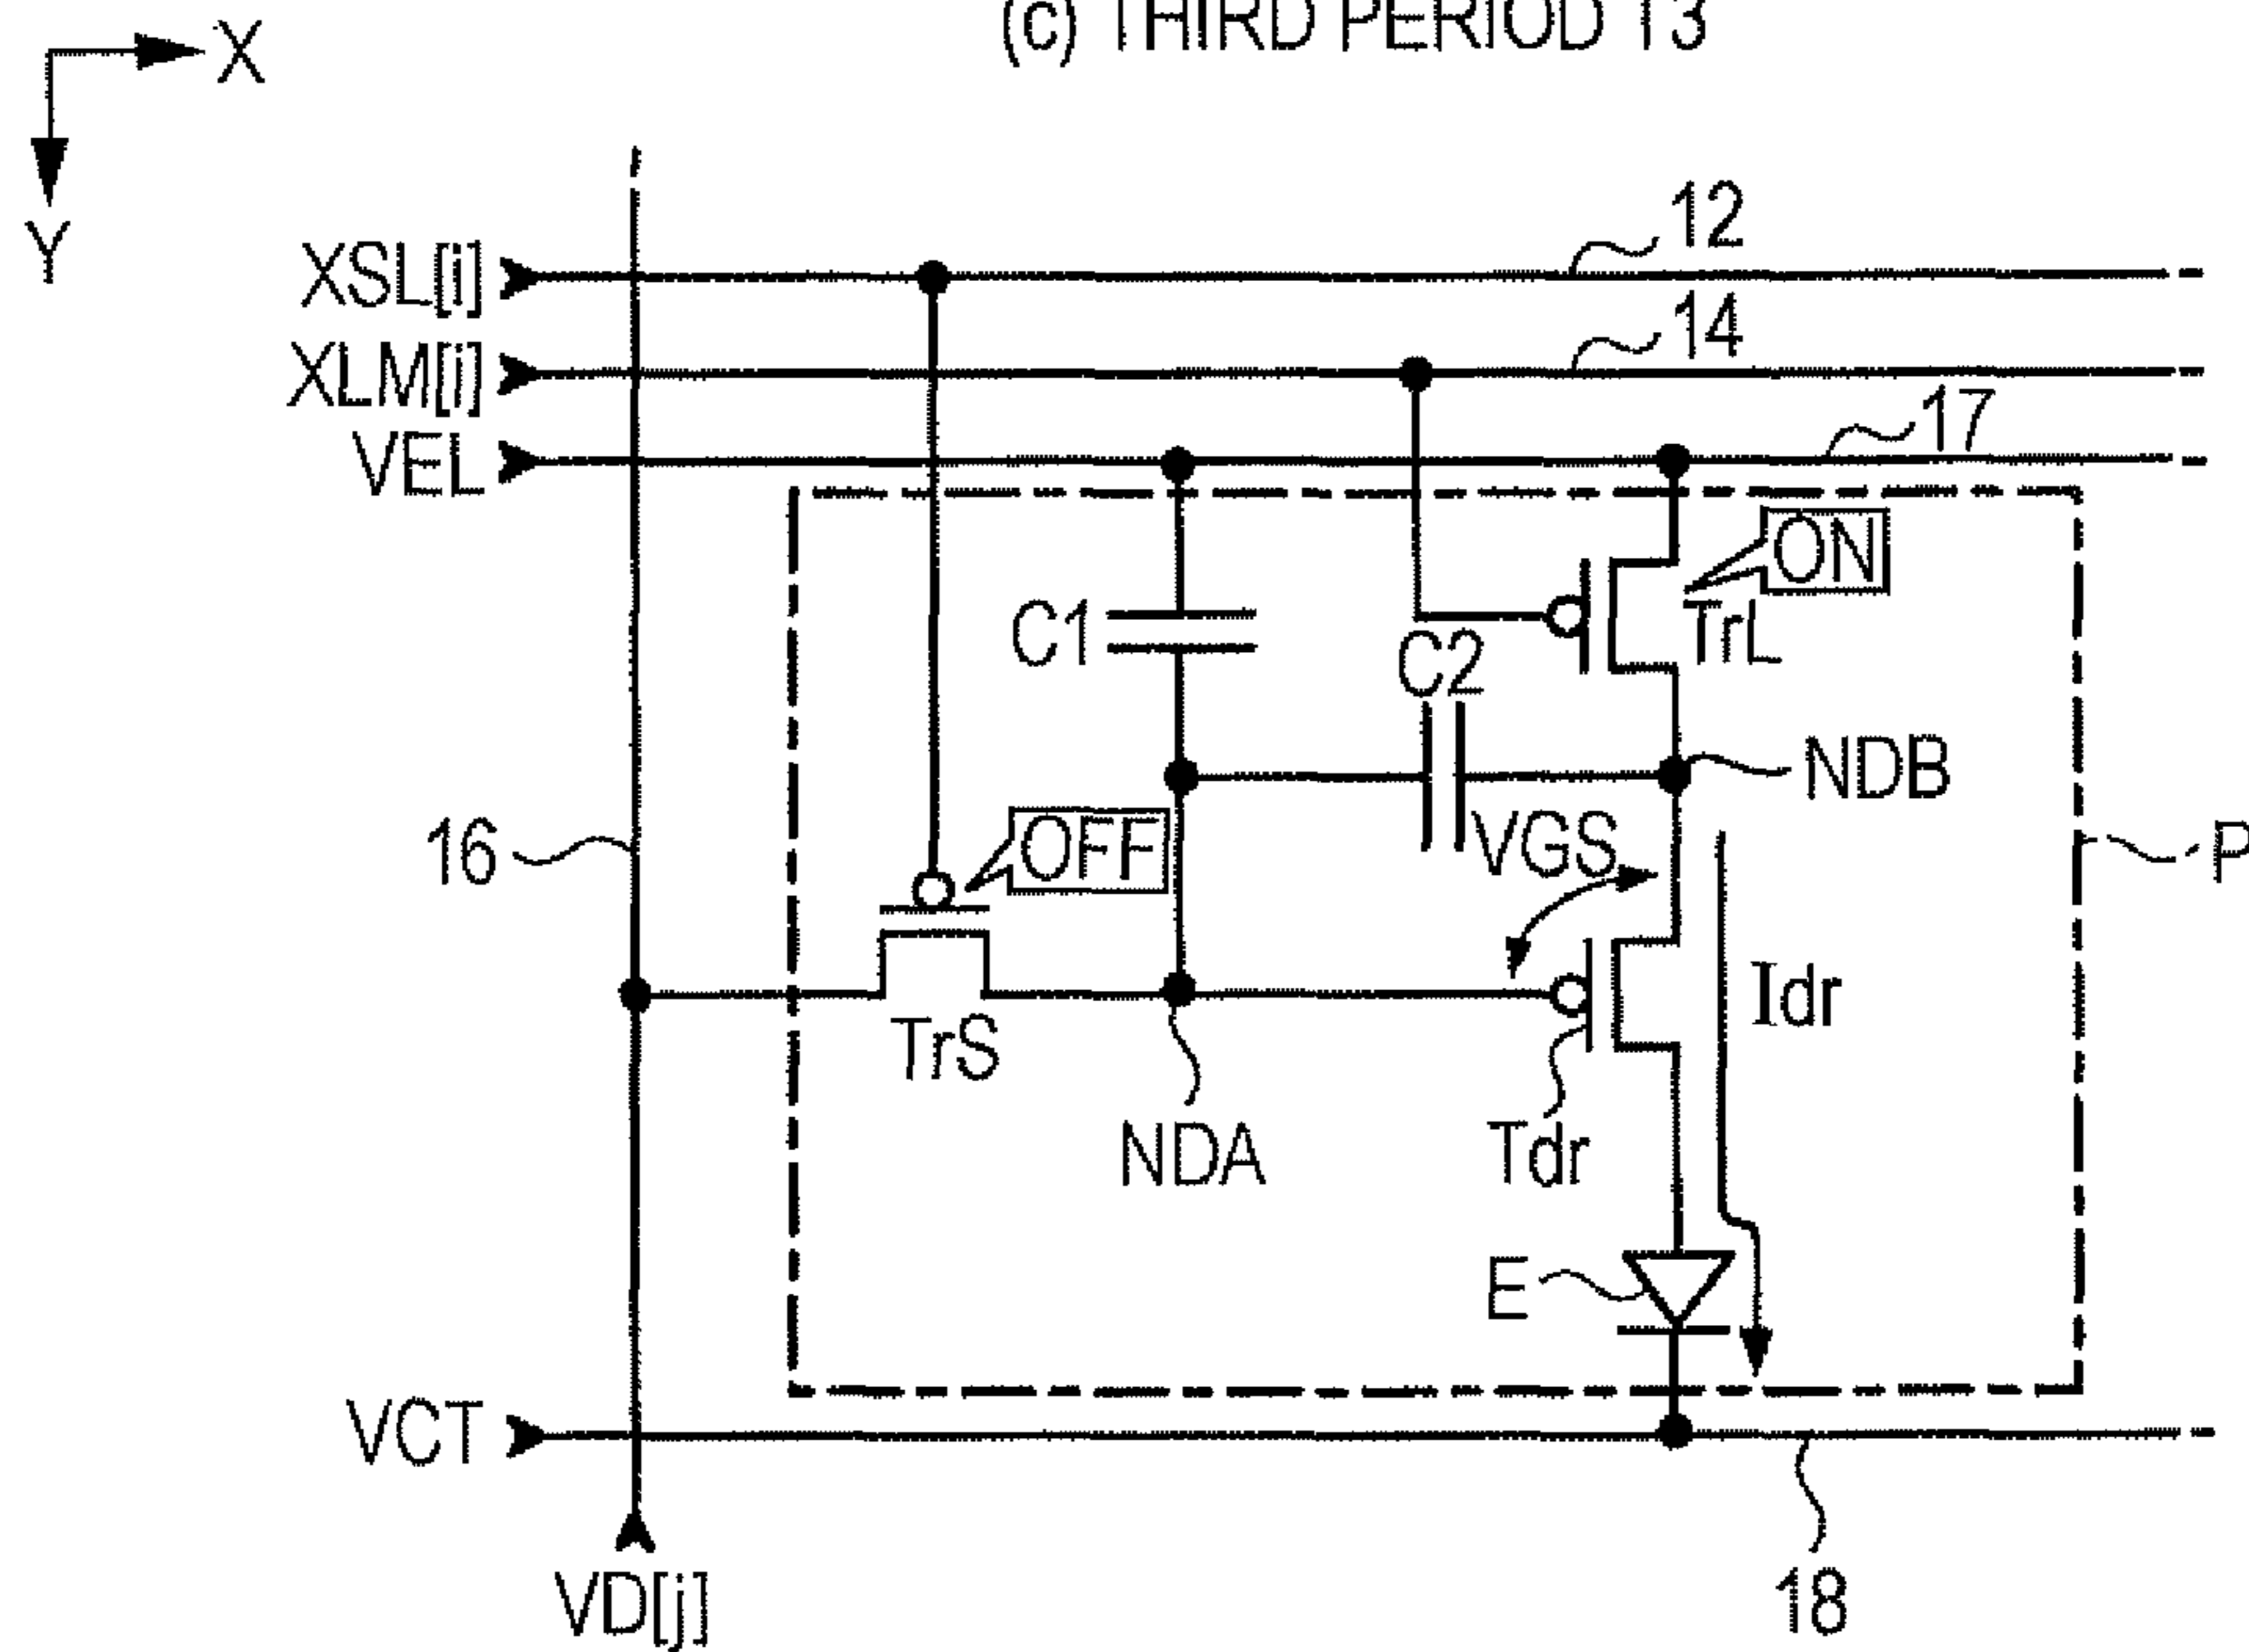 (c) THIRD PERIOD T3
X
Y
12
XSL[i]
14
XLM[i]
17
VEL
ON
C1
TrL
C2
NDB
16
OFF
VGS
P
Idr
TrS
NDA
Tdr
E
VCT
VD[j]
18